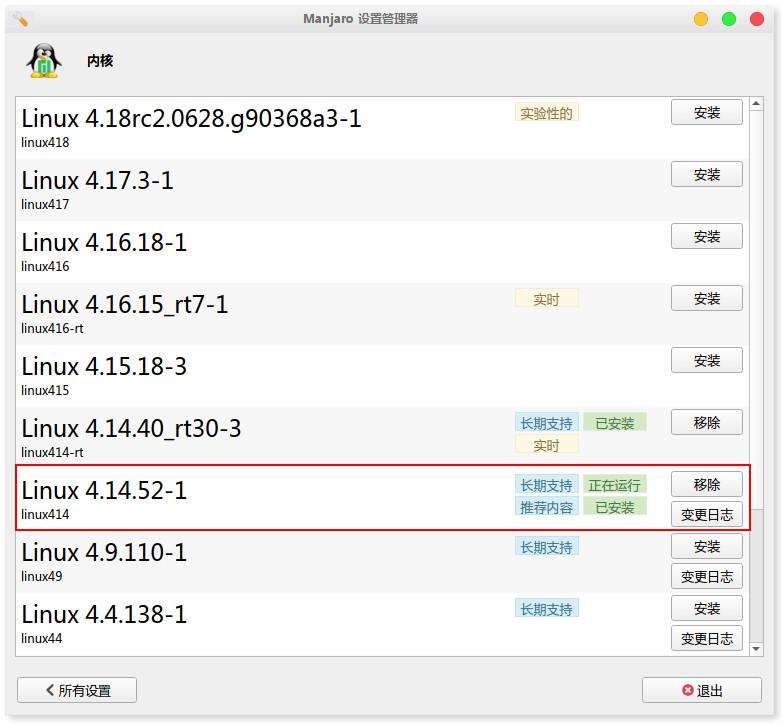 Manjaro 设置管理器
内核
Linux 4.18rc2.0628.g90368a3-1
实验性的
安装
linux418
Linux 4.17.3-1
安装
linux417
Linux 4.16.18-1
安装
linux416
Linux 4.16.15_rt7-1
实时
安装
linux416-rt
Linux 4.15.18-3
安装
linux415
Linux 4.14.40_rt30-3
长期支持 已安装
移除
实时
linux414-rt
Linux 4.14.52-1
长期支持 正在运行
移除
推荐内容 已安装
linux414
变更日志
Linux 4.9.110-1
长期支持
安装
linux49
变更日志
Linux 4.4.138-1
长期支持
安装
linux44
变更日志
所有设置
退出